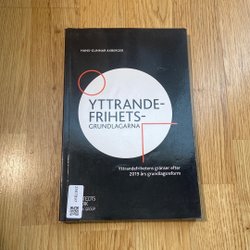 HANS-GUNNAR AXBERGER
YTTRANDE-
FRIHETS-
GRUNDLAGARNA
Yttrandefrihetens gränser efter
2019 års grundlagsreform